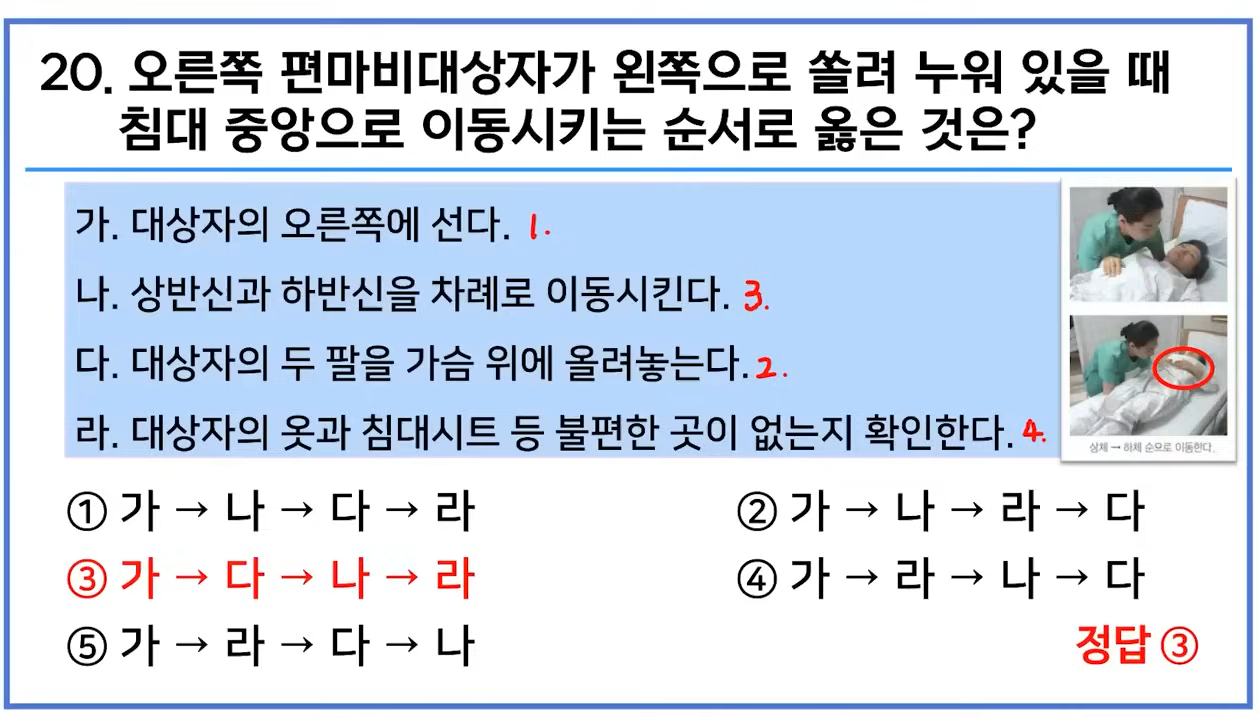 20. 오른쪽 편마비대상자가 왼쪽으로 쏠려 누워 있을 때
침대 중앙으로 이동시키는 순서로 옳은 것은?
가. 대상자의 오른쪽에 선다. 1.
나. 상반신과 하반신을 차례로 이동시킨다. 3.
다. 대상자의 두 팔을 가슴 위에 올려놓는다. 2.
라. 대상자의 옷과 침대시트 등 불편한 곳이 없는지 확인한다. 4.
상체 → 하체 순으로 이동한다.
① 가 → 나 → 다 → 라
② 가 → 나 → 라 → 다
③ 가 → 다 → 나 → 라
④ 가 → 라 → 나 → 다
⑤ 가 → 라 → 다 → 나
정답 ③